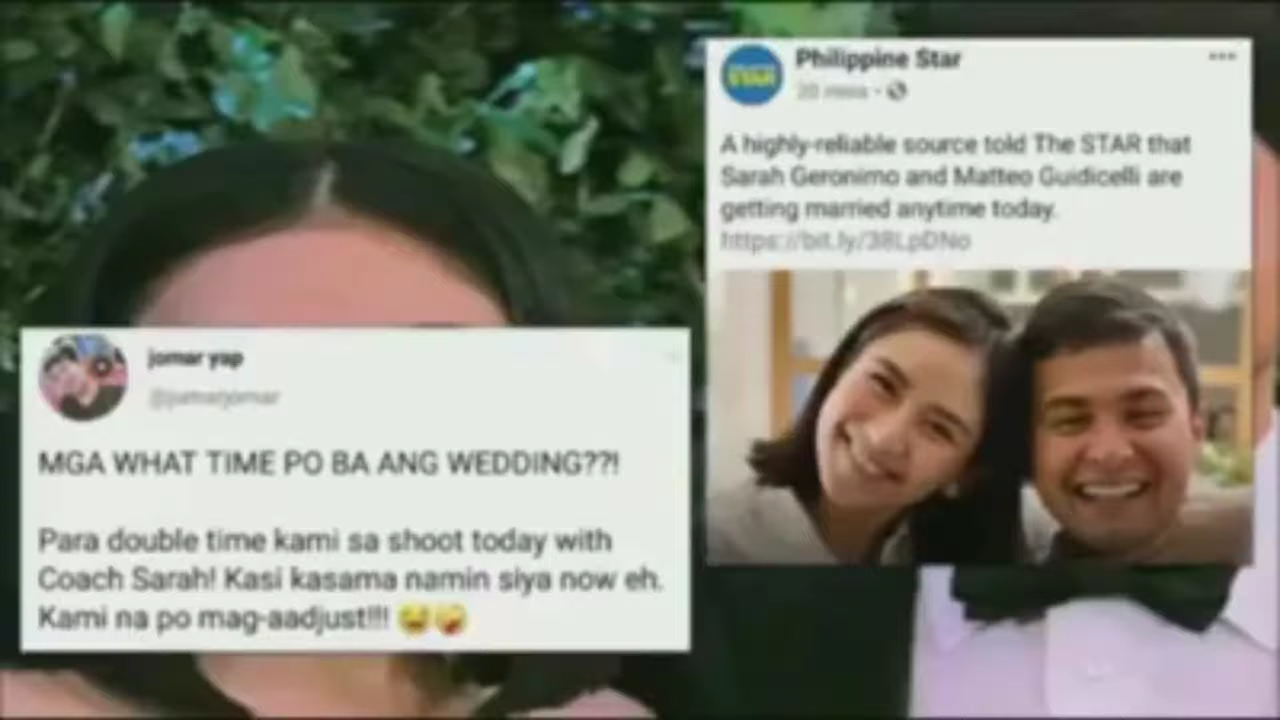 jomar yap
@jomarjomar
MGA WHAT TIME PO BA ANG WEDDING??!
Para double time kami sa shoot today with
Coach Sarah! Kasi kasama namin siya now eh.
Kami na po mag-aadjust!!! 😭🤪
STAR
Philippine Star
A highly-reliable source told The STAR that
Sarah Geronimo and Matteo Guidicelli are
getting married anytime today.
https://bit.ly/38LpDNo